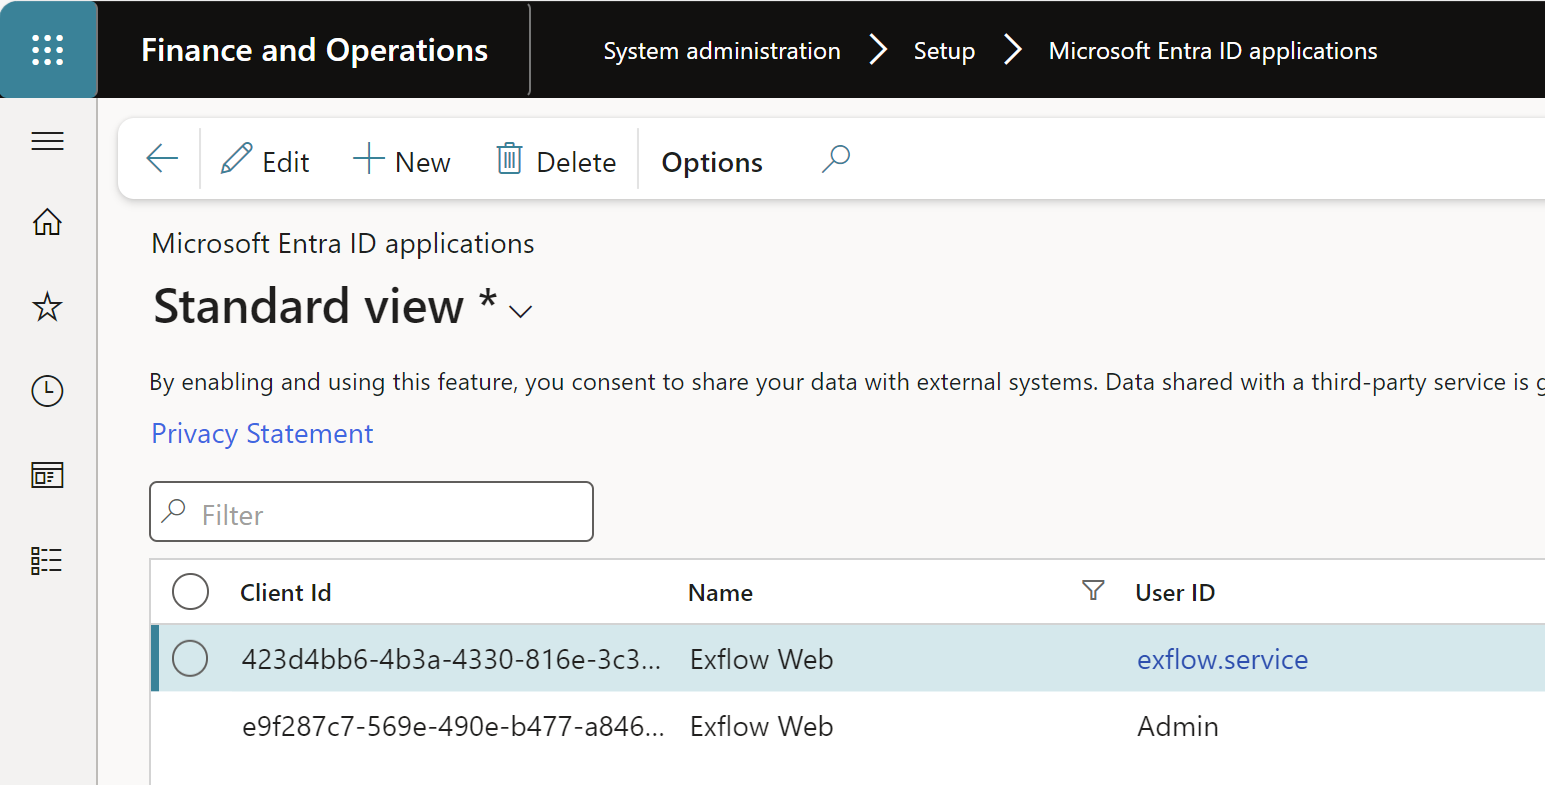 Finance and Operations
System administration > Setup > Microsoft Entra ID applications
Edit New Delete Options
Microsoft Entra ID applications
Standard view *
By enabling and using this feature, you consent to share your data with external systems. Data shared with a third-party service is
Privacy Statement
Filter
Client Id Name User ID
423d4bb6-4b3a-4330-816e-3c3... Exflow Web exflow.service
e9f287c7-569e-490e-b477-a846... Exflow Web Admin